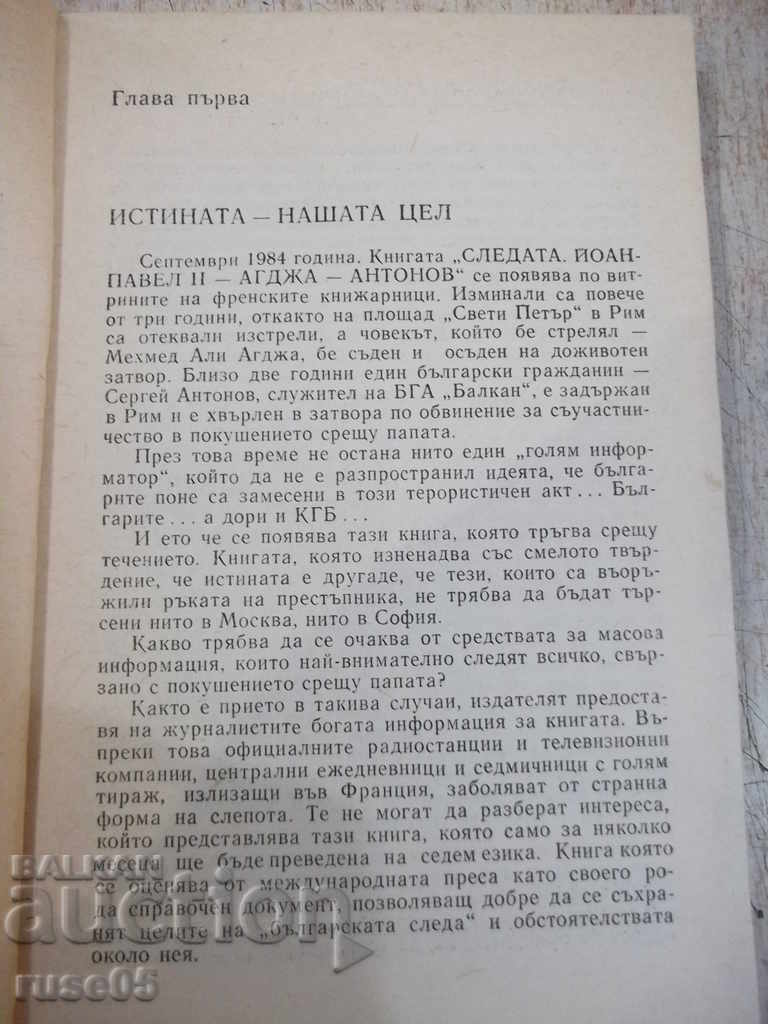 Глава първа
ИСТИНАТА — НАШАТА ЦЕЛ
Септември 1984 година. Книгата „СЛЕДАТА. ЙОАН-
ПАВЕЛ II — АГДЖА — АНТОНОВ“ се появява по вит-
рините на френските книжарници. Изминали са повече
от три години, откакто на площад „Свети Петър“ в Рим
са отеквали изстрели, а човекът, който бе стрелял —
Мехмед Али Агджа, бе съден и осъден на доживотен
затвор. Близо две години един български гражданин —
Сергей Антонов, служител на БГА „Балкан“, е задържан
в Рим и е хвърлен в затвора по обвинение за съучастни-
чество в покушението срещу папата.
През това време не остана нито един „голям инфор-
матор“, който да не е разпространил идеята, че бълга-
рите поне са замесени в този терористичен акт... Бъл-
гарите... а дори и КГБ...
И ето че се появява тази книга, която тръгва срещу
течението. Книгата, която изненадва със смелото твър-
дение, че истината е другаде, че тези, които са въоръ-
жили ръката на престъпника, не трябва да бъдат тър-
сени нито в Москва, нито в София.
Какво трябва да се очаква от средствата за масова
информация, които най-внимателно следят всичко, свър-
зано с покушението срещу папата?
Както е прието в такива случаи, издателят предоста-
вя на журналистите богата информация за книгата. Въ-
преки това официалните радиостанции и телевизионни
компании, централни ежедневници и седмичници с голям
тираж, излизащи във Франция, заболяват от странна
форма на слепота. Те не могат да разберат интереса,
който представлява тази книга, която само за няколко
месеца ще бъде преведена на седем езика. Книга която
се оценява от международната преса като своего ро-
да справочен документ, позволяващ добре да се съхра-
нят целите на „българската следа“ и обстоятелствата
около нея.
BALKAN
auction
ruse05